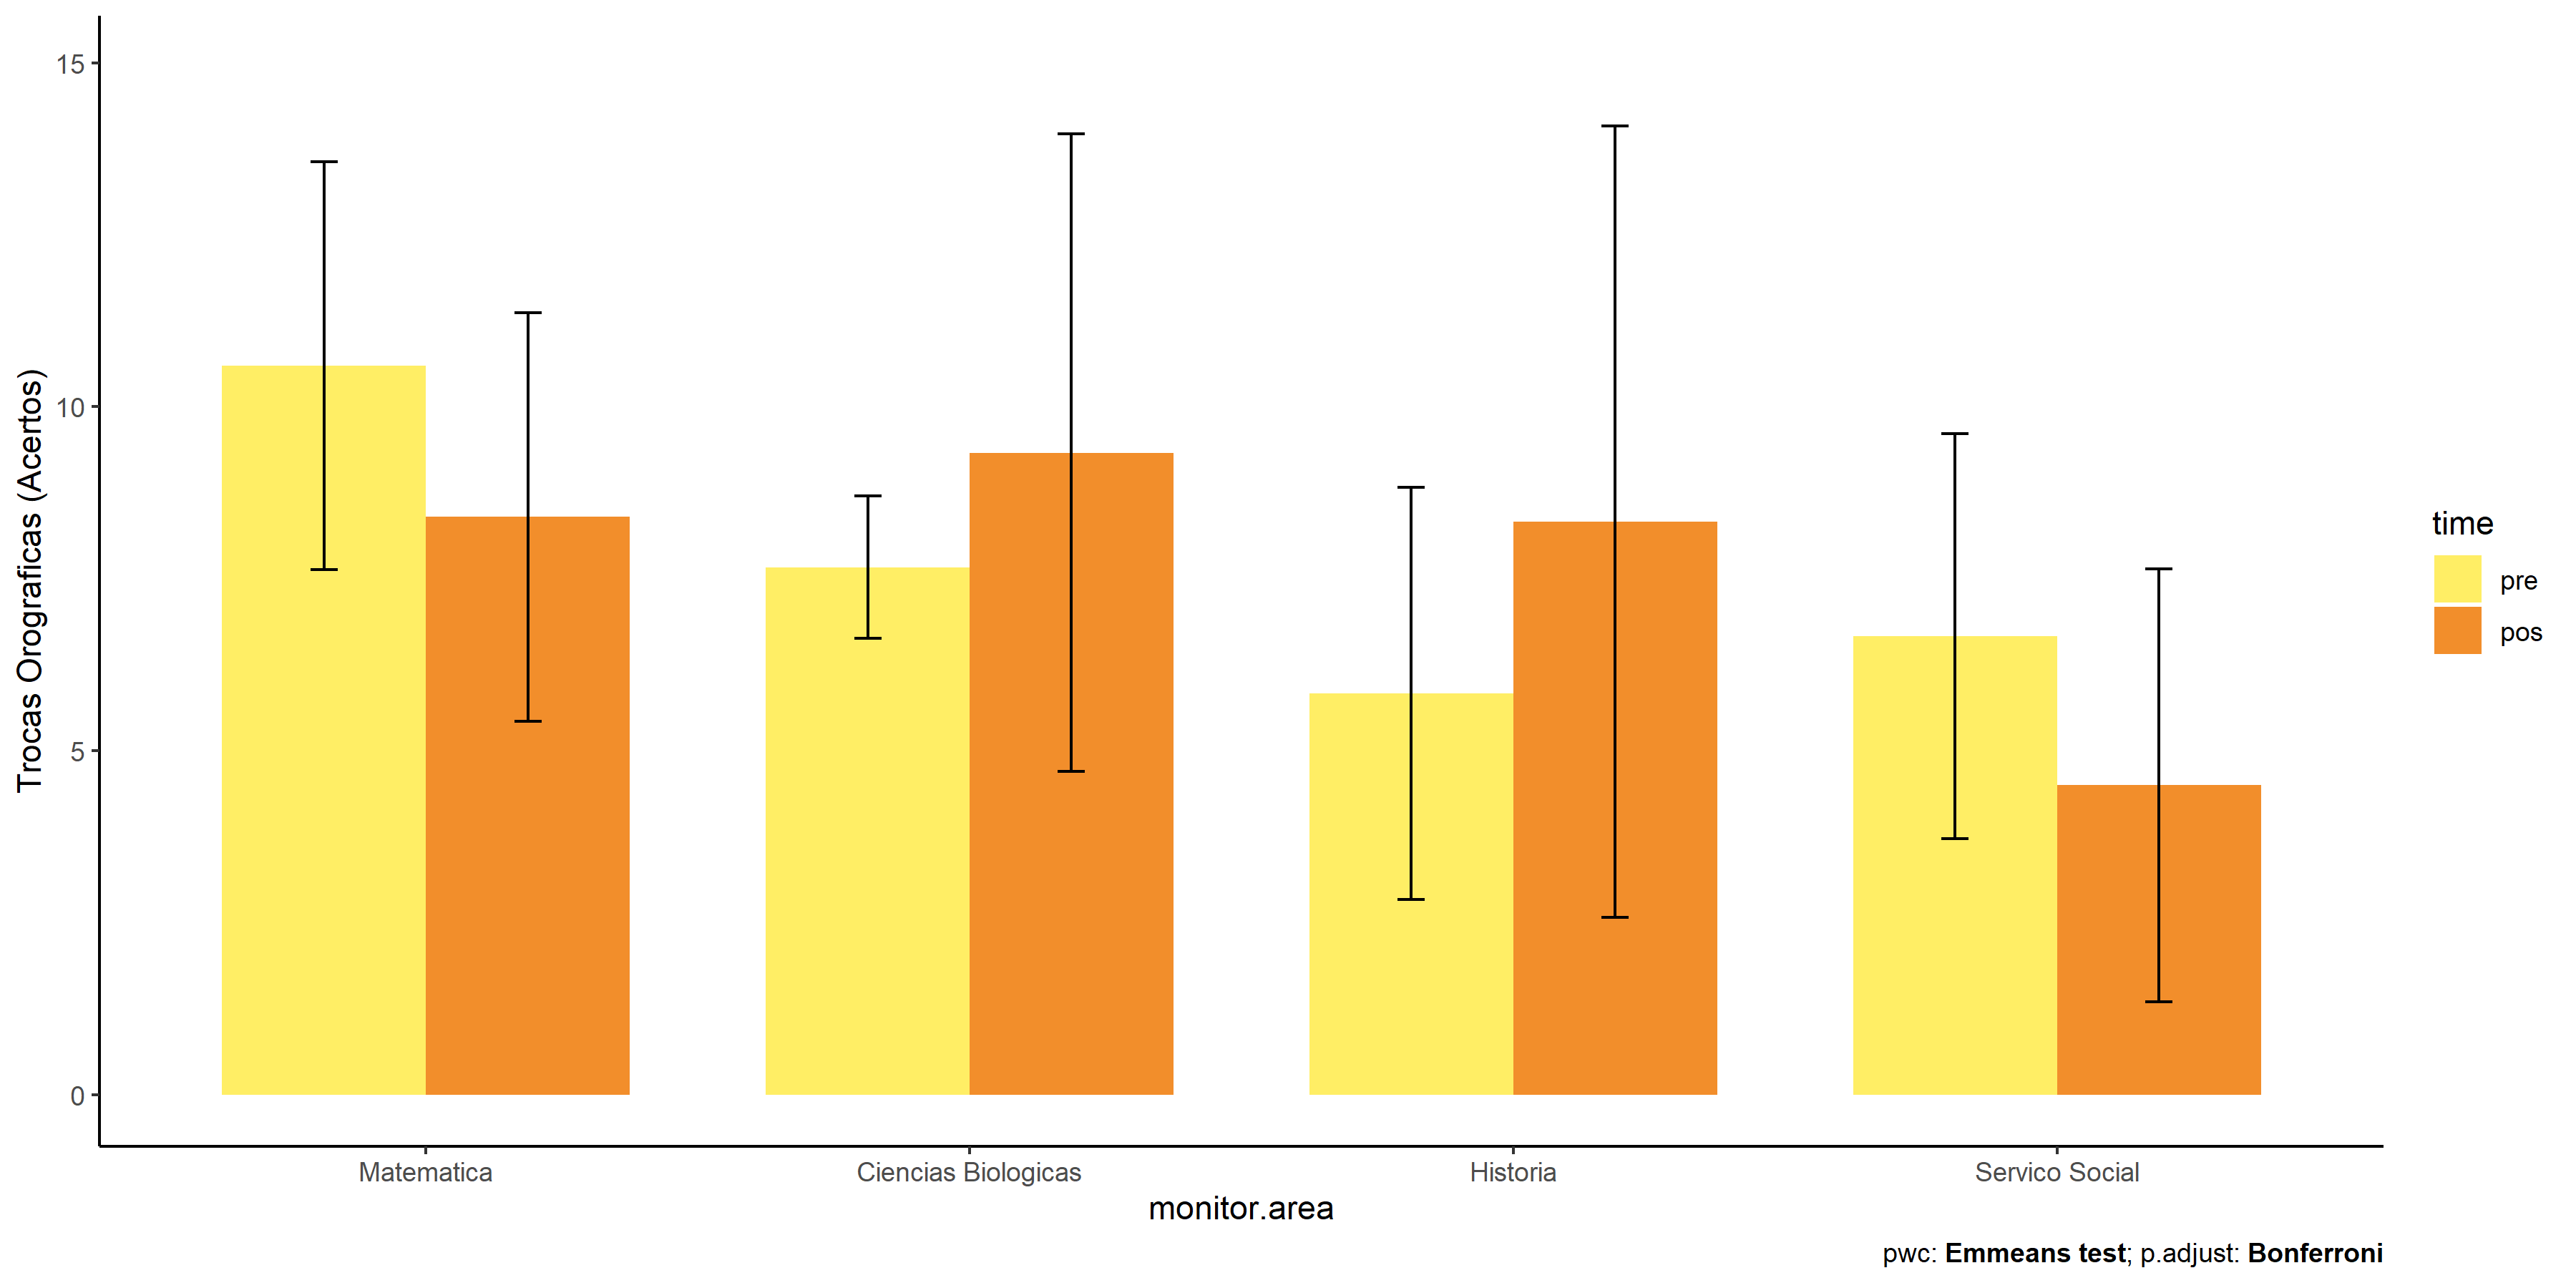 Trocas Orograficas (Acertos)
15
10
5
0
Matematica
Ciencias Biologicas
Historia
Servico Social
monitor.area
time
pre
pos
pwc: Emmeans test; p.adjust: Bonferroni